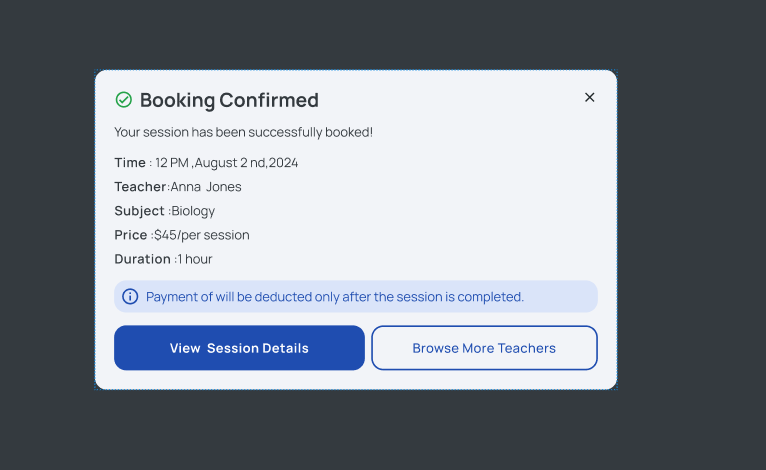 Booking Confirmed
Your session has been successfully booked!
Time : 12 PM ,August 2 nd,2024
Teacher:Anna  Jones
Subject :Biology
Price :$45/per session
Duration :1 hour
Payment of will be deducted only after the session is completed.
View  Session Details
Browse More Teachers